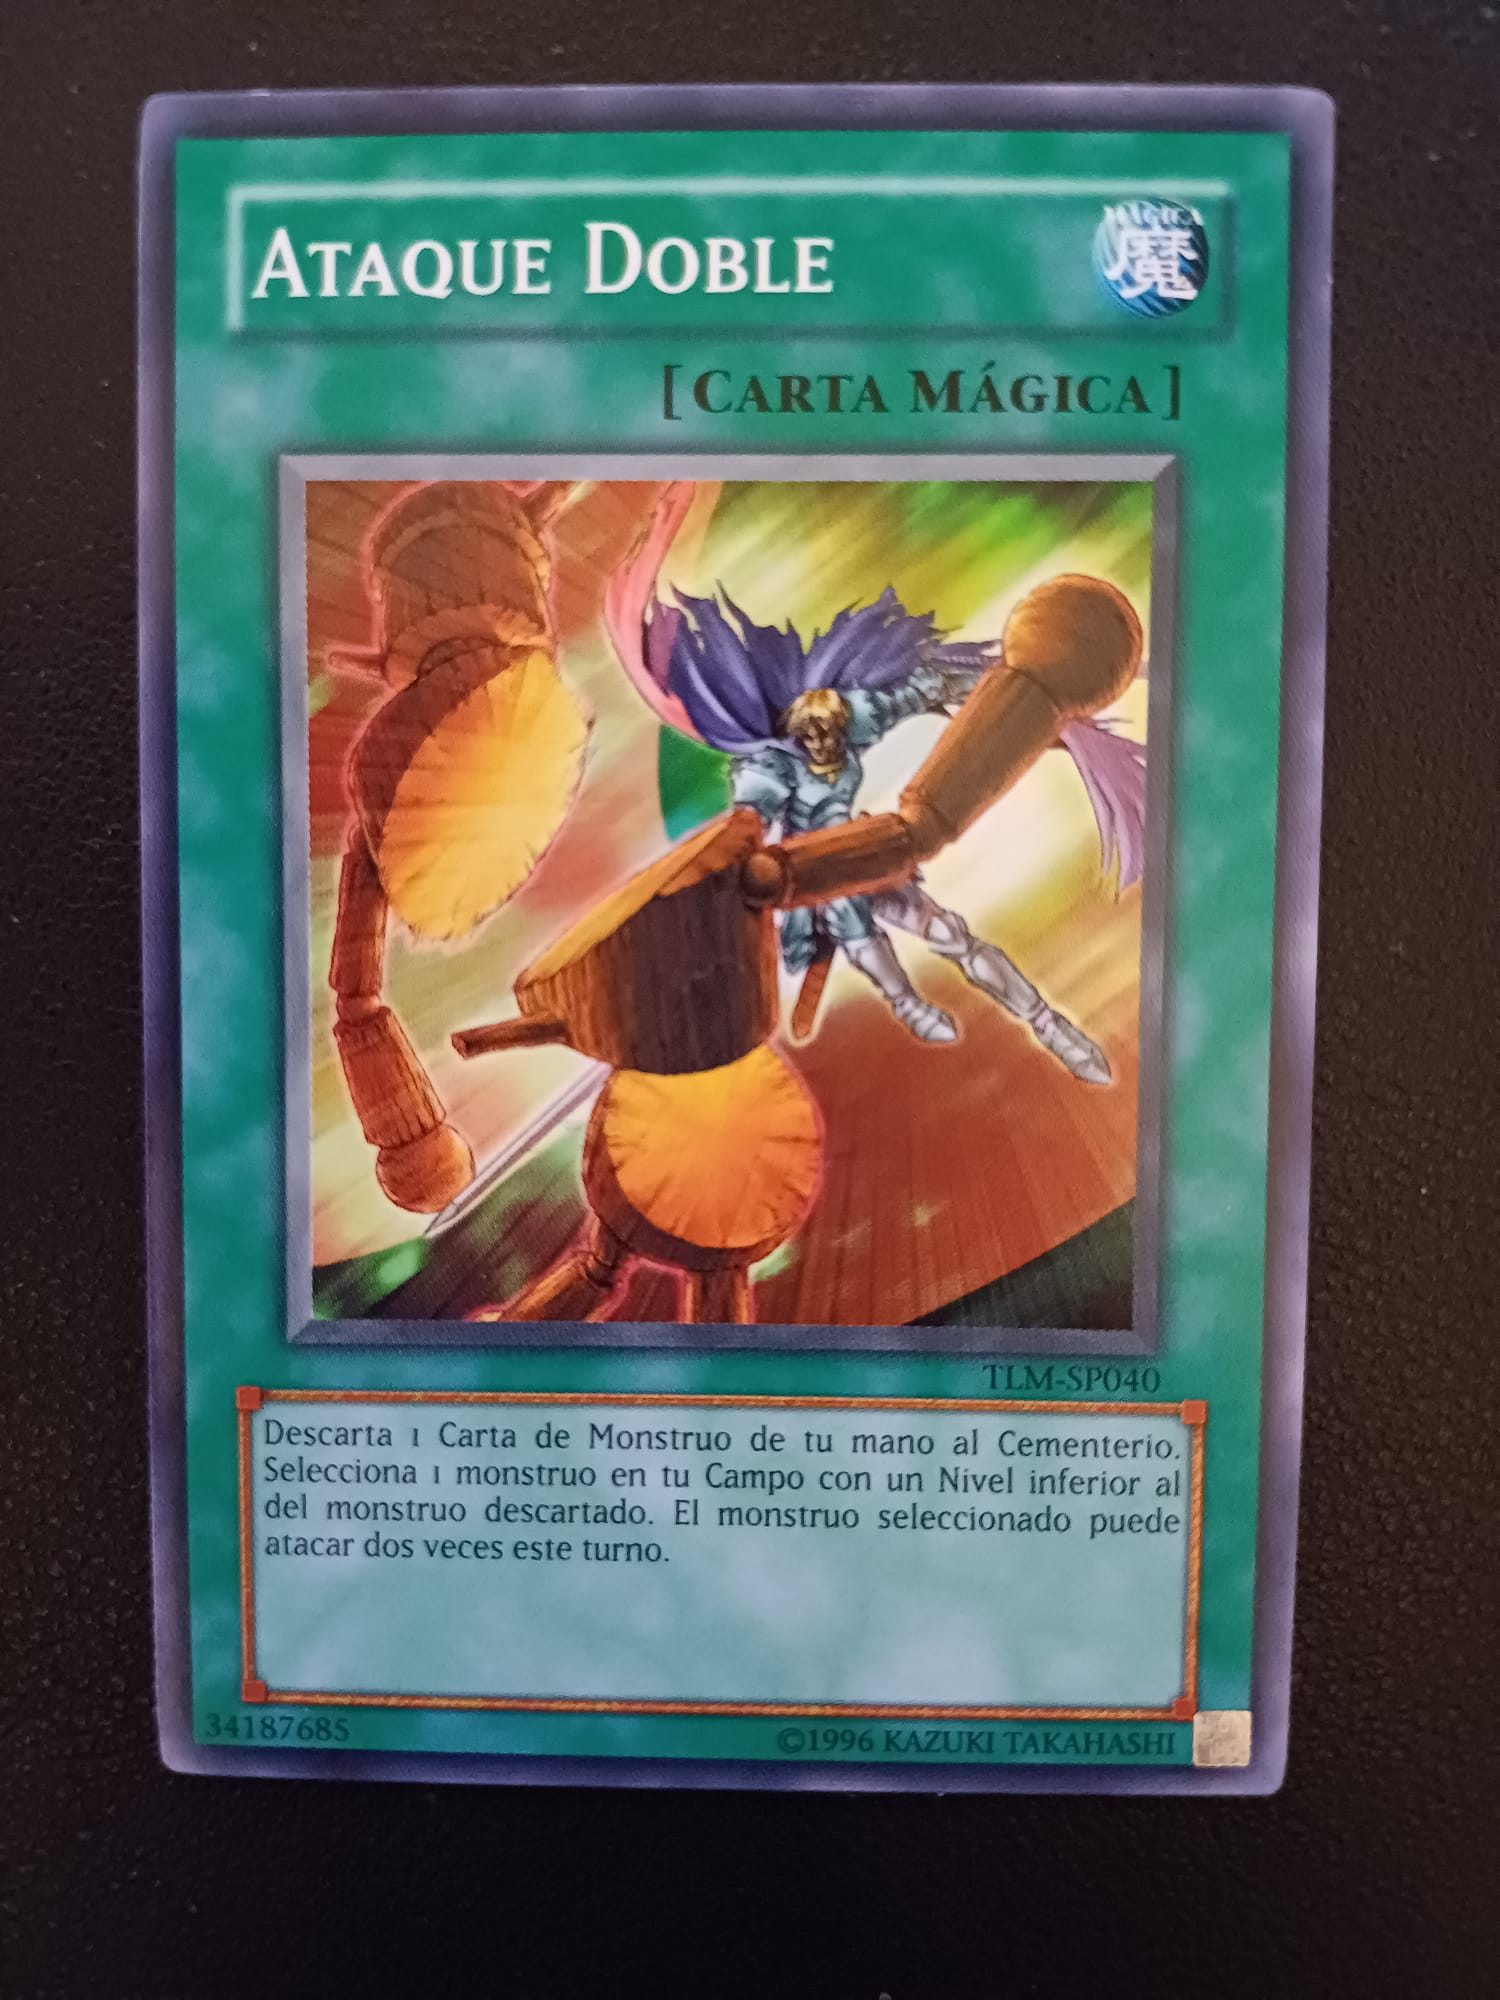 ATAQUE DOBLE
MÁGICA
魔
[CARTA MÁGICA]
TLM-SP040
Descarta 1 Carta de Monstruo de tu mano al Cementerio.
Selecciona 1 monstruo en tu Campo con un Nivel inferior al
del monstruo descartado. El monstruo seleccionado puede
atacar dos veces este turno.
34187685
©1996 KAZUKI TAKAHASHI